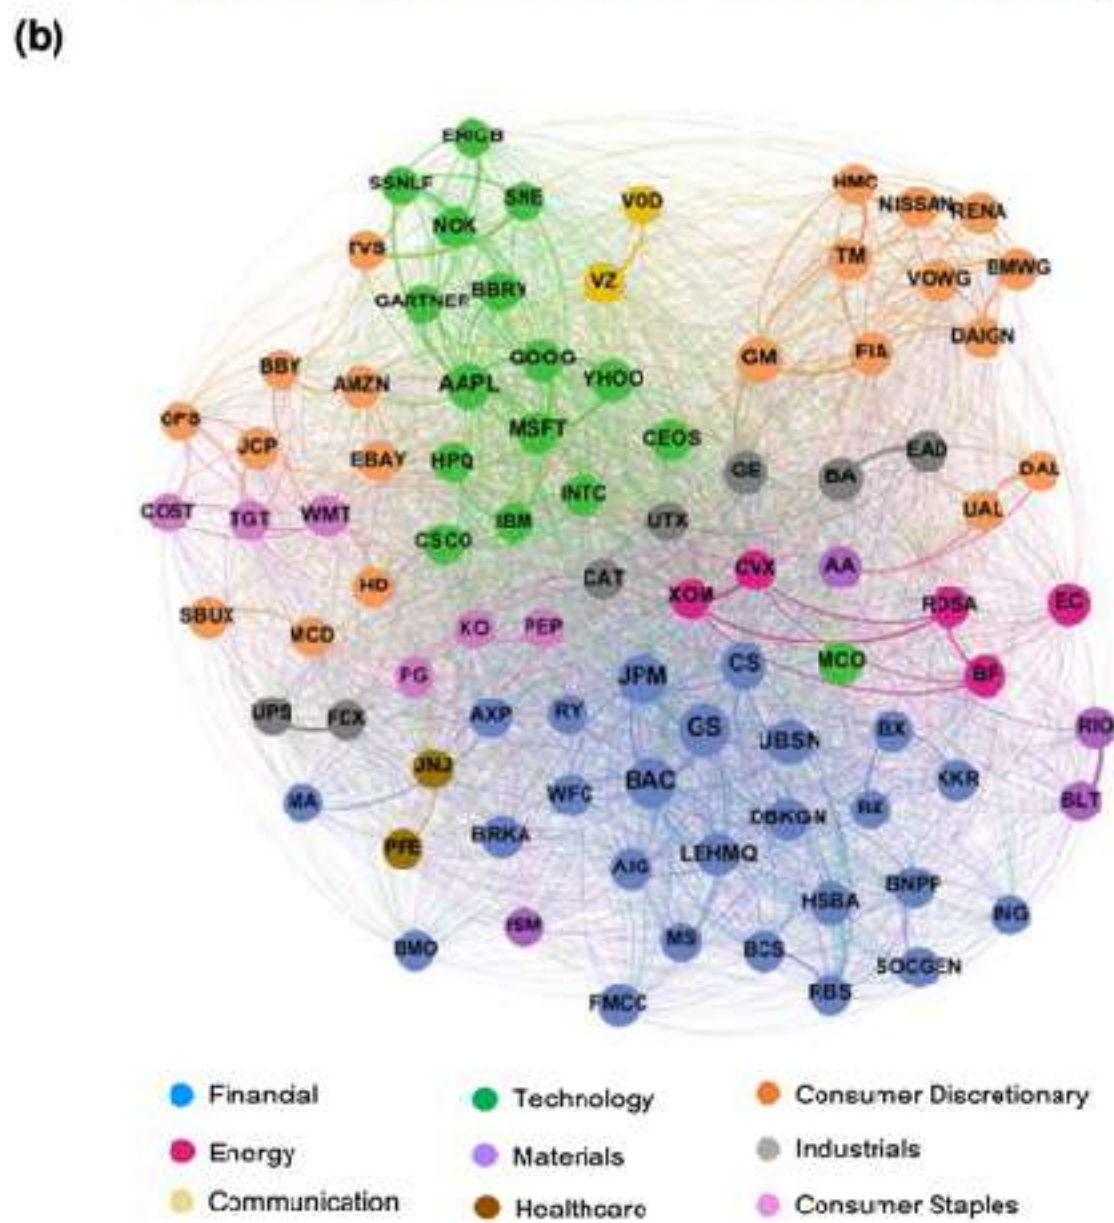 (b)
ERICB
SSNLF
SNE
VOD
HMC
NISSAN
RENA
NOK
TM
VZ
VOWG
BMWG
GARTNER
BBRY
DAIGN
GOOG
GM
FIA
BBY
AMZN
AAPL
YHOO
MSFT
CEOS
JCP
EBAY
HPQ
GE
BA
EAD
DAL
INTC
UAL
COST
TGT
WMT
IBM
UTX
CSCO
CAT
CVX
AA
HD
XOM
RDSA
EC
SBUX
MCD
KO
PEP
PG
JPM
CS
MCO
BP
UPS
FDX
AXP
RY
GS
UBSN
BX
RIO
JNJ
BAC
KKR
MA
WFC
BLT
DBKGN
BRKA
PFE
AIG
LEHMQ
HSBA
BNPP
ING
BMO
MS
BCS
SOCGEN
FMCC
RBS
Financial
Technology
Consumer Discretionary
Energy
Materials
Industrials
Communication
Healthcare
Consumer Staples